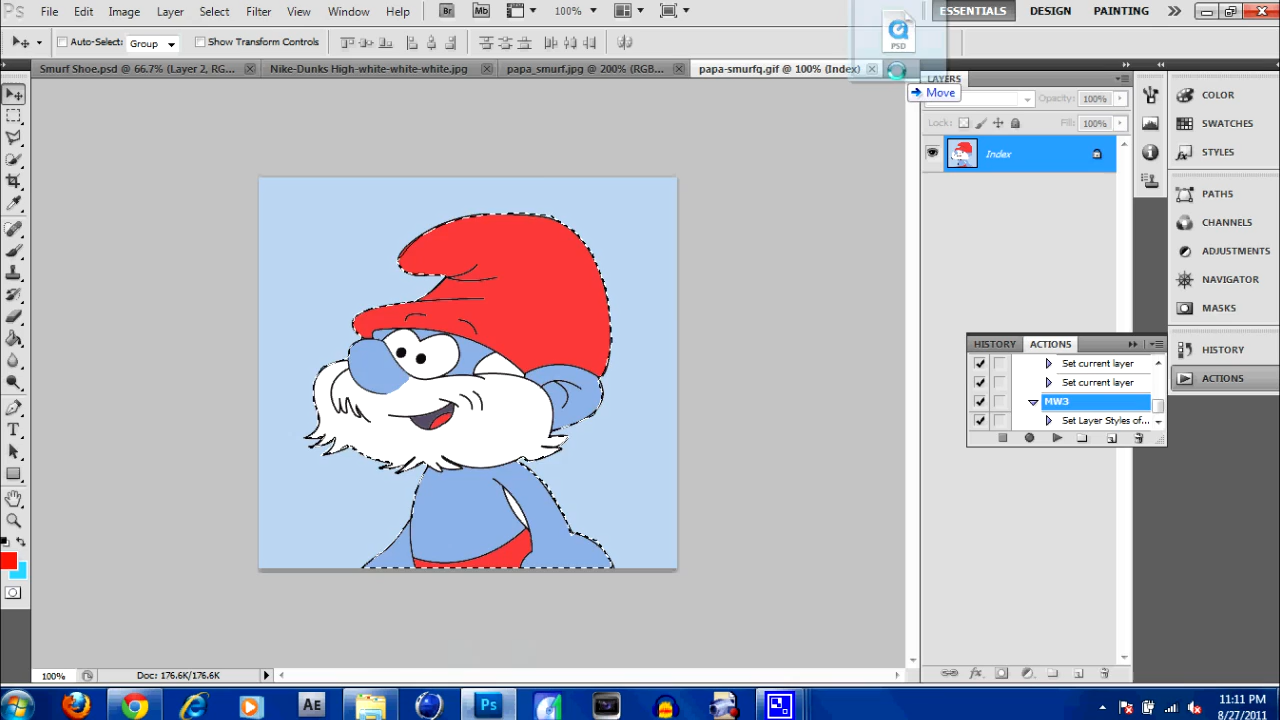 Ps File Edit Image Layer Select Filter Analysis 3D View Window Help Br Mb 100% ESSENTIALS DESIGN PAINTING
PSD
Auto-Select: Group Show Transform Controls
Smurf Shoe.psd @ 66.7% (Layer 2, RG... Nike-Dunks High-white-white-white.jpg papa_smurf.jpg @ 200% (RGB... papa-smurfq.gif @ 100% (Index)
Move
LAYERS
Opacity: 100%
Lock: Fill: 100%
Index
COLOR
SWATCHES
STYLES
PATHS
CHANNELS
ADJUSTMENTS
NAVIGATOR
MASKS
HISTORY
ACTIONS
HISTORY ACTIONS
Set current layer
Set current layer
MW3
Set Layer Styles of...
100% Doc: 176.6K/176.6K
Ae Ps
11:11 PM
8/27/2011